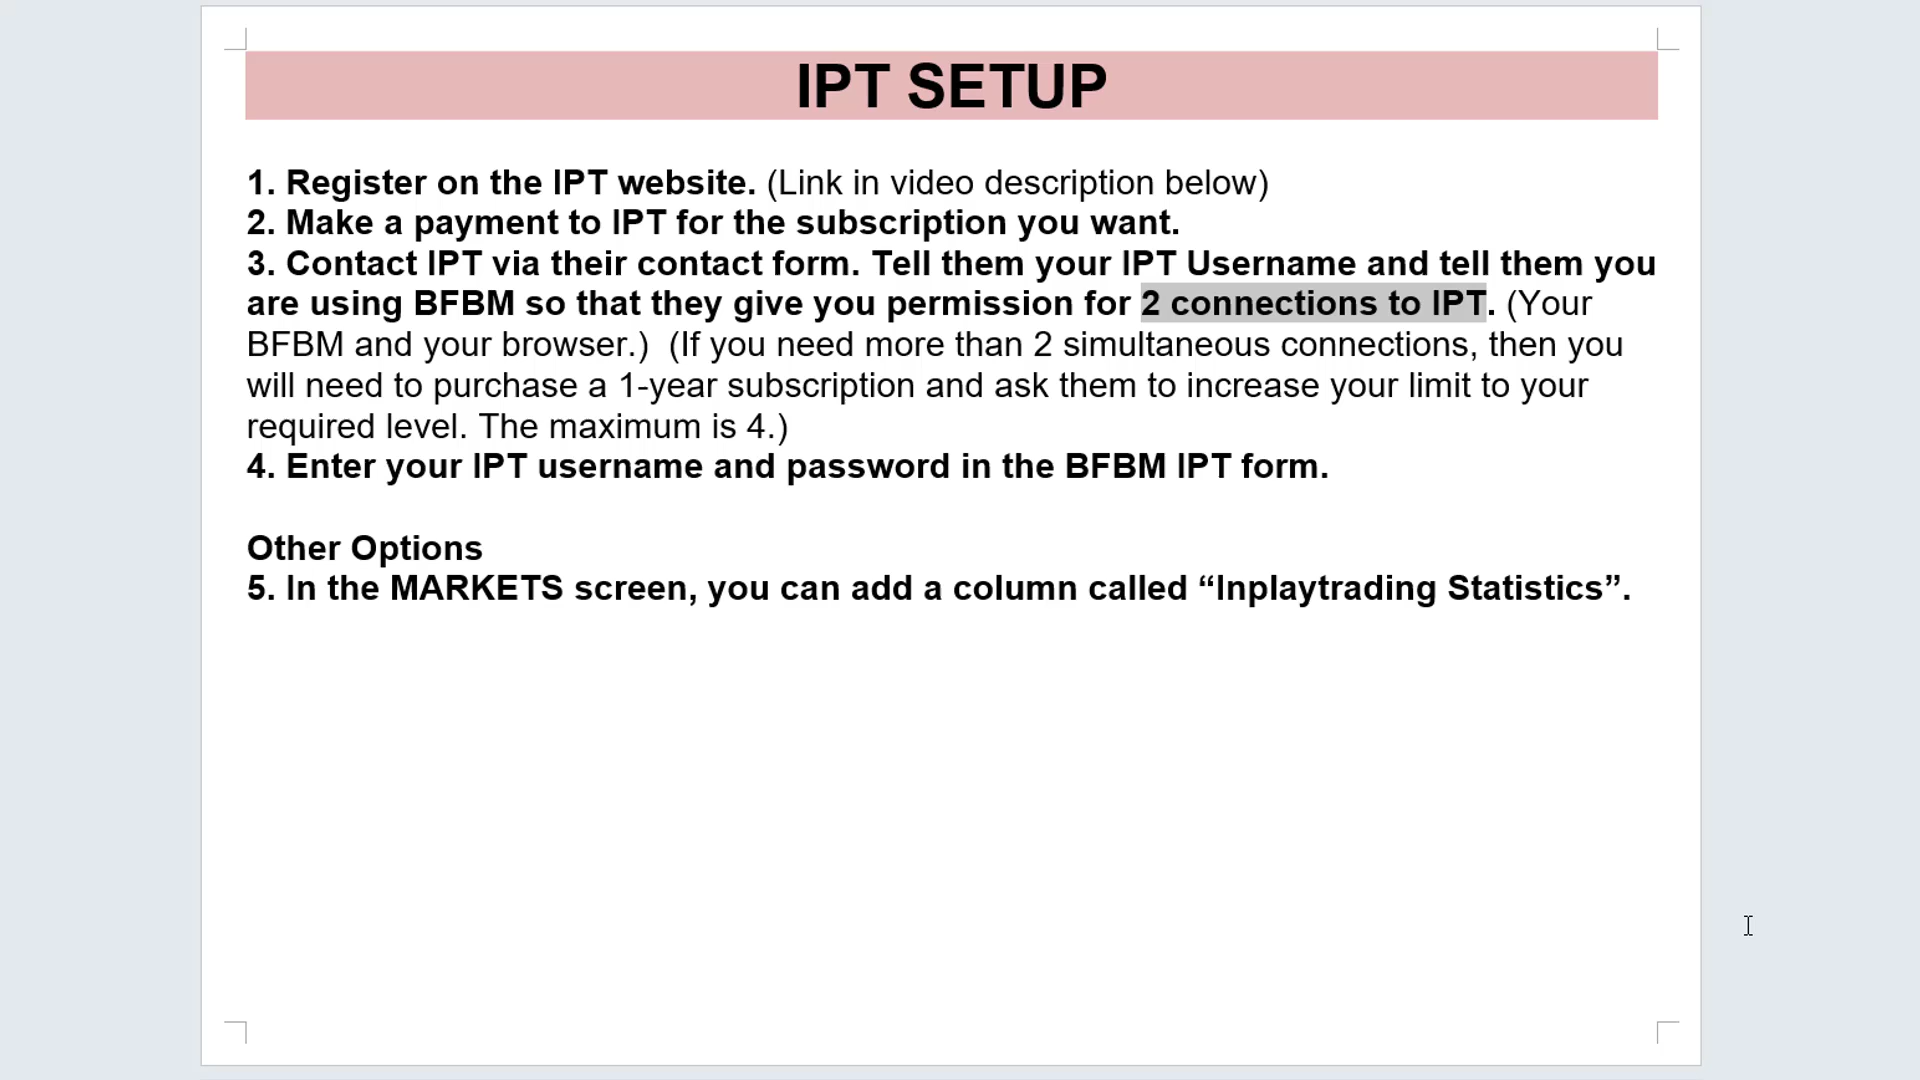 IPT SETUP
1. Register on the IPT website. (Link in video description below)
2. Make a payment to IPT for the subscription you want.
3. Contact IPT via their contact form. Tell them your IPT Username and tell them you
are using BFBM so that they give you permission for 2 connections to IPT. (Your
BFBM and your browser.)  (If you need more than 2 simultaneous connections, then you
will need to purchase a 1-year subscription and ask them to increase your limit to your
required level. The maximum is 4.)
4. Enter your IPT username and password in the BFBM IPT form.
Other Options
5. In the MARKETS screen, you can add a column called “Inplaytrading Statistics”.